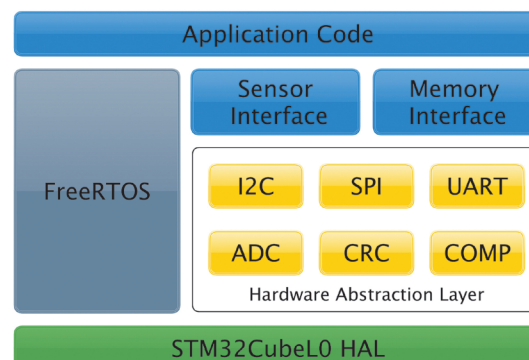 Application Code
FreeRTOS
Sensor
Interface
Memory
Interface
I2C
SPI
UART
ADC
CRC
COMP
Hardware Abstraction Layer
STM32CubeL0 HAL